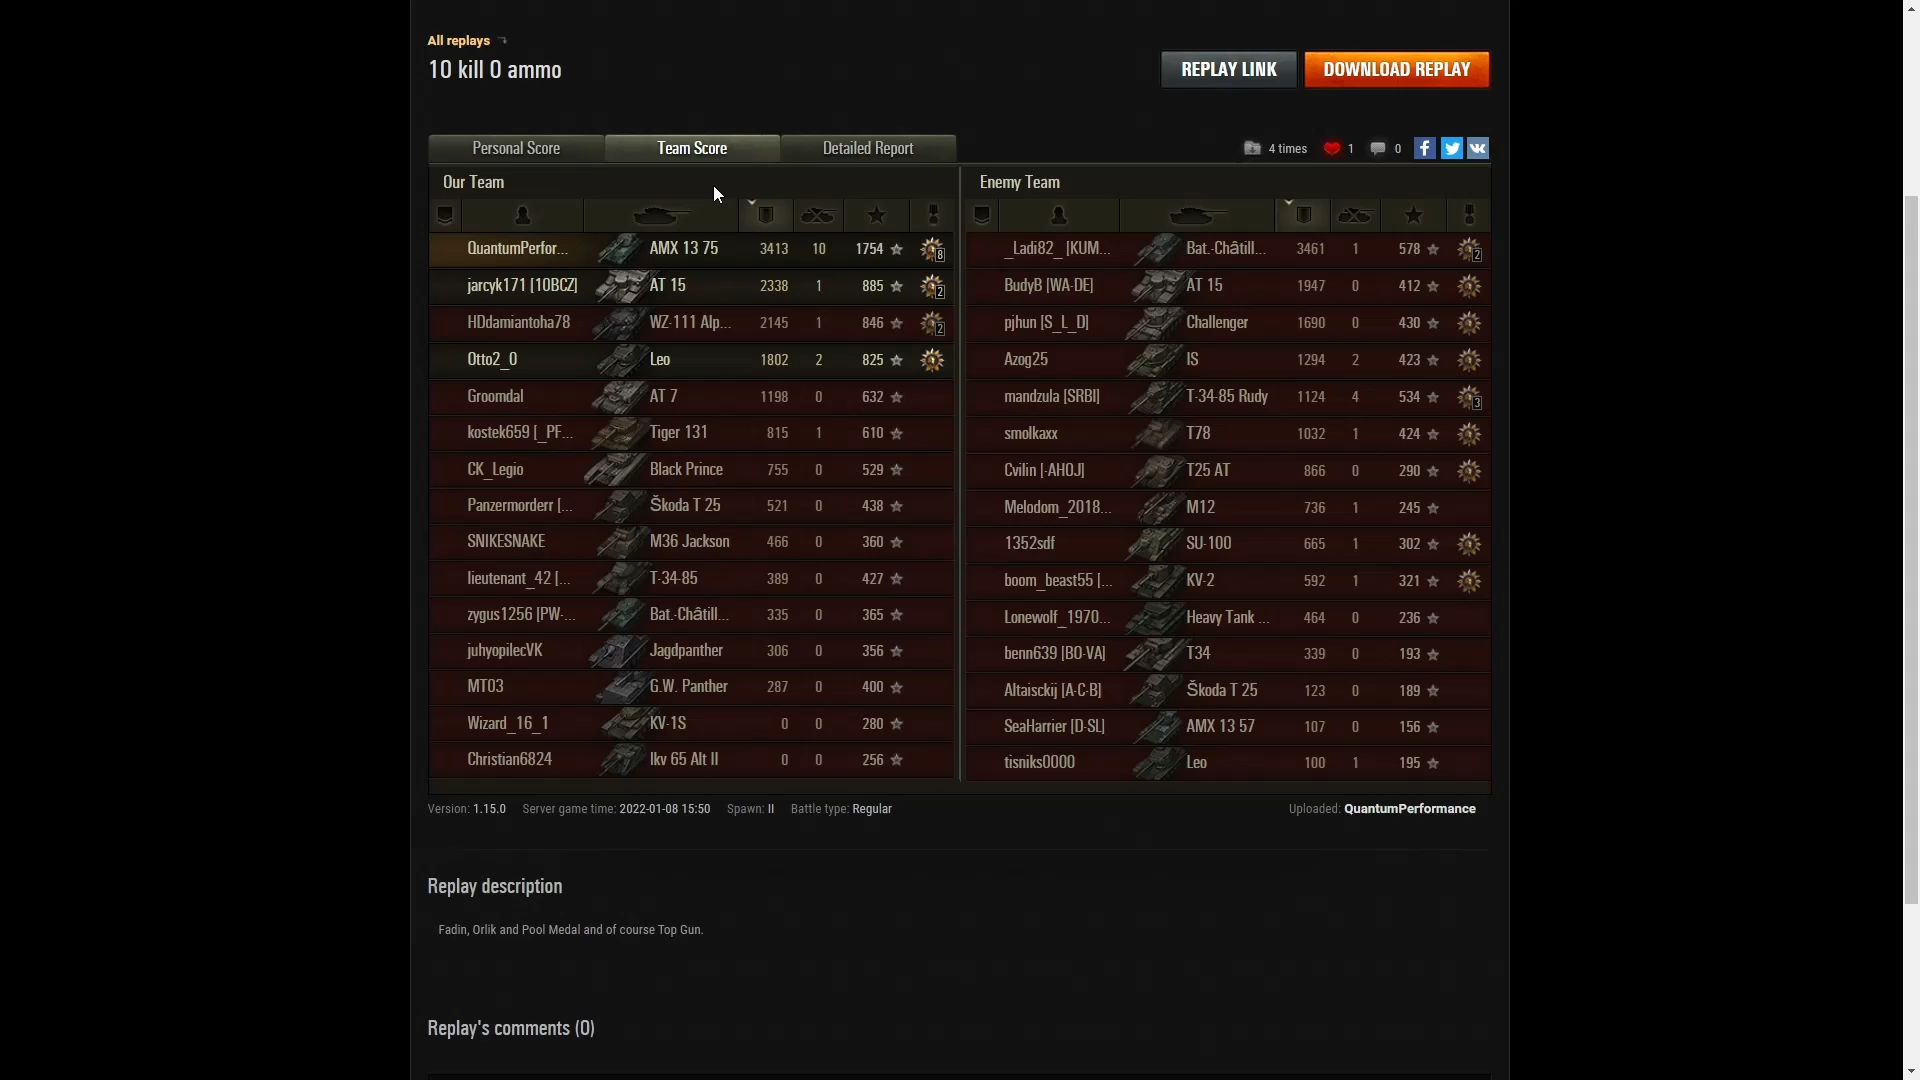 All replays
10 kill 0 ammo
REPLAY LINK
DOWNLOAD REPLAY
Personal Score
Team Score
Detailed Report
4 times
1
0
Our Team
QuantumPerfor... AMX 13 75 3413 10 1754 8
jarcyk171 [10BCZ] AT 15 2338 1 885 2
HDdamiantoha78 WZ-111 Alp... 2145 1 846 2
Otto2_0 Leo 1802 2 825
Groomdal AT 7 1198 0 632
kostek659 [_PF... Tiger 131 815 1 610
CK_Legio Black Prince 755 0 529
Panzermorderr [... Škoda T 25 521 0 438
SNIKESNAKE M36 Jackson 466 0 360
lieutenant_42 [... T-34-85 389 0 427
zygus1256 [PW-... Bat.-Châtill... 335 0 365
juhyopilecVK Jagdpanther 306 0 356
MT03 G.W. Panther 287 0 400
Wizard_16_1 KV-1S 0 0 280
Christian6824 Ikv 65 Alt II 0 0 256
Enemy Team
_Ladi82_ [KUM... Bat.-Châtill... 3461 1 578 2
BudyB [WA-DE] AT 15 1947 0 412
pjhun [S_L_D] Challenger 1690 0 430
Azog25 IS 1294 2 423
mandzula [SRBI] T-34-85 Rudy 1124 4 534 3
smolkaxx T78 1032 1 424
Cvilin [-AHOJ] T25 AT 866 0 290
Melodom_2018... M12 736 1 245
1352sdf SU-100 665 1 302
boom_beast55 [... KV-2 592 1 321
Lonewolf_1970... Heavy Tank ... 464 0 236
benn639 [BO-VA] T34 339 0 193
Altaisckij [A-C-B] Škoda T 25 123 0 189
SeaHarrier [D-SL] AMX 13 57 107 0 156
tisniks0000 Leo 100 1 195
Version: 1.15.0 Server game time: 2022-01-08 15:50 Spawn: II Battle type: Regular
Uploaded: QuantumPerformance
Replay description
Fadin, Orlik and Pool Medal and of course Top Gun.
Replay's comments (0)